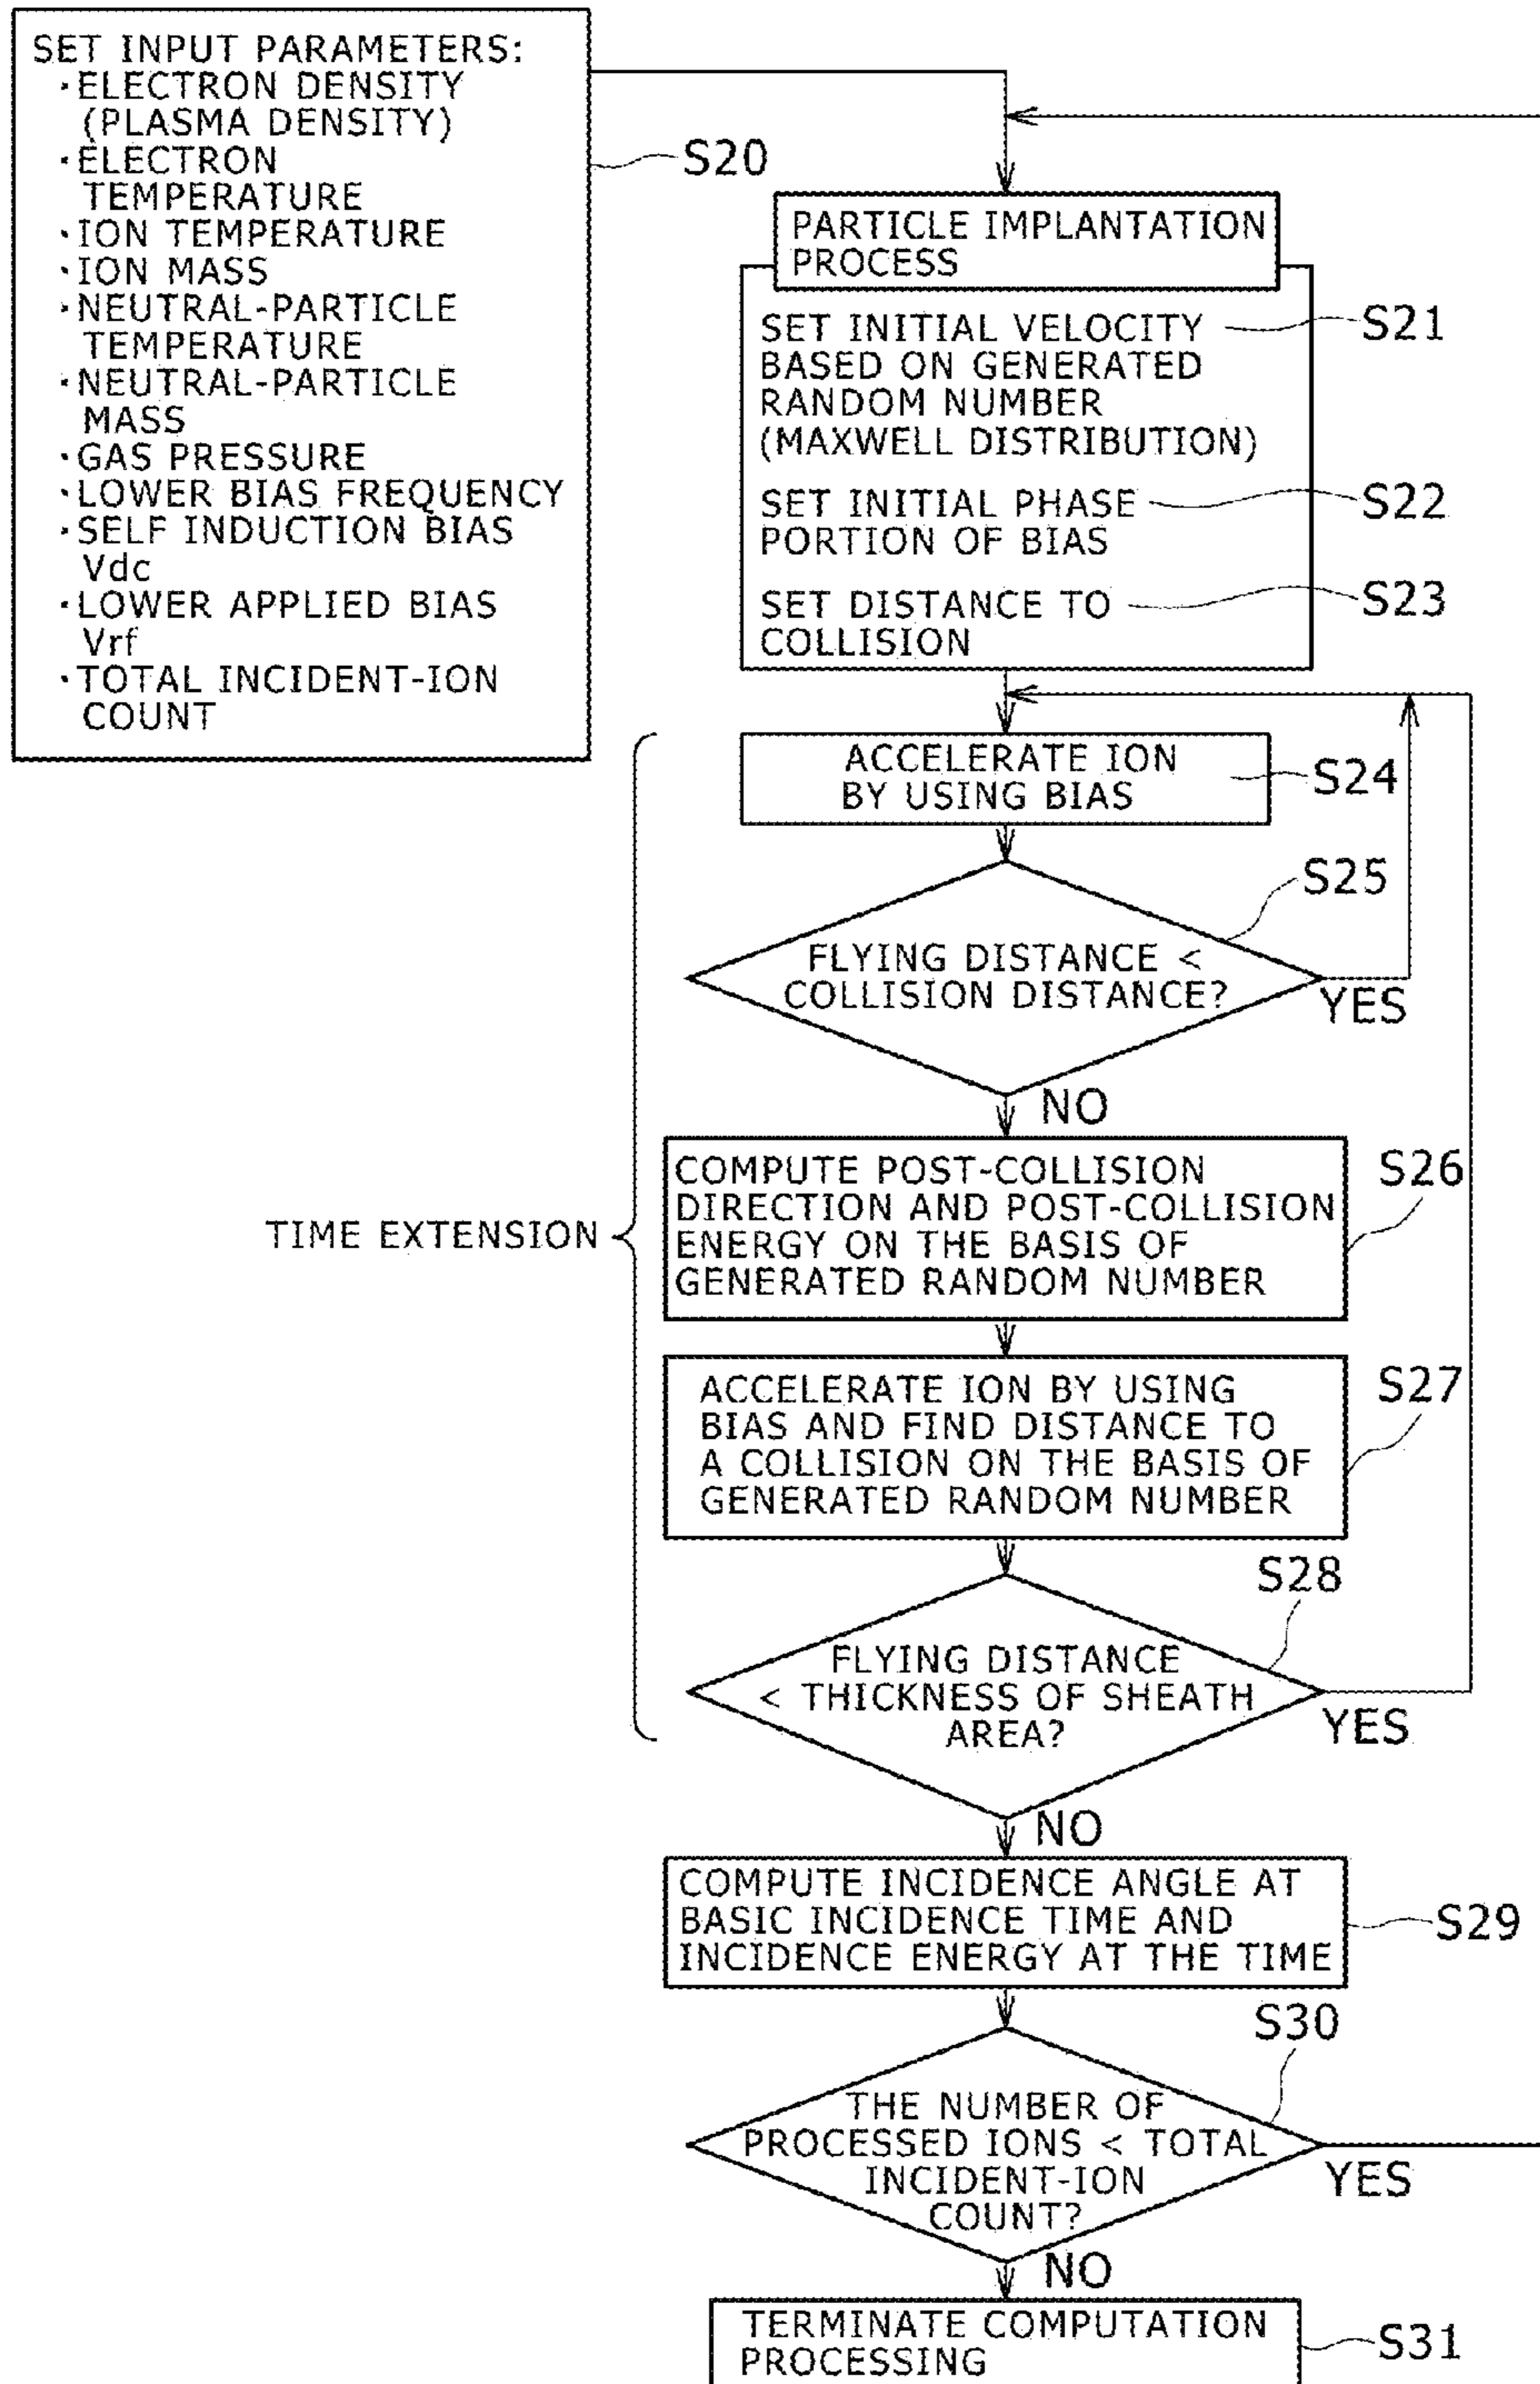 SET INPUT PARAMETERS:
·ELECTRON DENSITY
(PLASMA DENSITY)
·ELECTRON
TEMPERATURE
·ION TEMPERATURE
·ION MASS
·NEUTRAL-PARTICLE
TEMPERATURE
·NEUTRAL-PARTICLE
MASS
·GAS PRESSURE
·LOWER BIAS FREQUENCY
·SELF INDUCTION BIAS
Vdc
·LOWER APPLIED BIAS
Vrf
·TOTAL INCIDENT-ION
COUNT
S20
PARTICLE IMPLANTATION
PROCESS
SET INITIAL VELOCITY
BASED ON GENERATED
RANDOM NUMBER
(MAXWELL DISTRIBUTION)
S21
SET INITIAL PHASE
PORTION OF BIAS
S22
SET DISTANCE TO
COLLISION
S23
TIME EXTENSION
ACCELERATE ION
BY USING BIAS
S24
FLYING DISTANCE <
COLLISION DISTANCE?
S25
YES
NO
COMPUTE POST-COLLISION
DIRECTION AND POST-COLLISION
ENERGY ON THE BASIS OF
GENERATED RANDOM NUMBER
S26
ACCELERATE ION BY USING
BIAS AND FIND DISTANCE TO
A COLLISION ON THE BASIS OF
GENERATED RANDOM NUMBER
S27
FLYING DISTANCE
< THICKNESS OF SHEATH
AREA?
S28
YES
NO
COMPUTE INCIDENCE ANGLE AT
BASIC INCIDENCE TIME AND
INCIDENCE ENERGY AT THE TIME
S29
THE NUMBER OF
PROCESSED IONS < TOTAL
INCIDENT-ION
COUNT?
S30
YES
NO
TERMINATE COMPUTATION
PROCESSING
S31